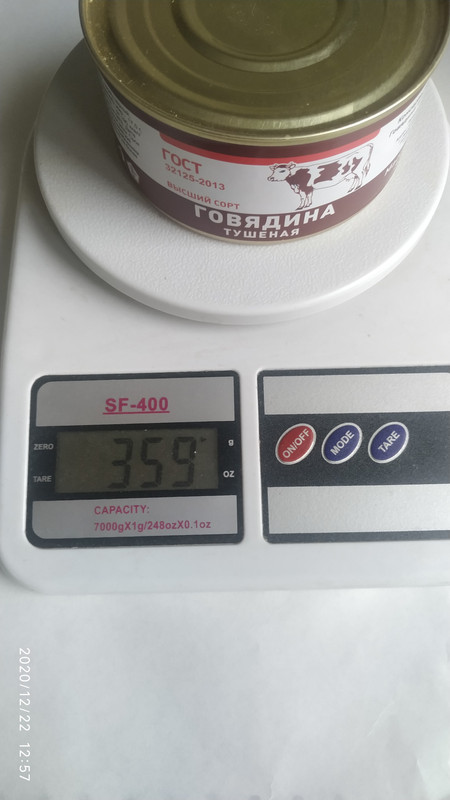 ГОСТ
32125-2013
ВЫСШИЙ СОРТ
ГОВЯДИНА
ТУШЕНАЯ
SF-400
ZERO
TARE
359
g
OZ
CAPACITY:
7000gX1g/248ozX0.1oz
ON/OFF
MODE
TARE
2020/12/22 12:57